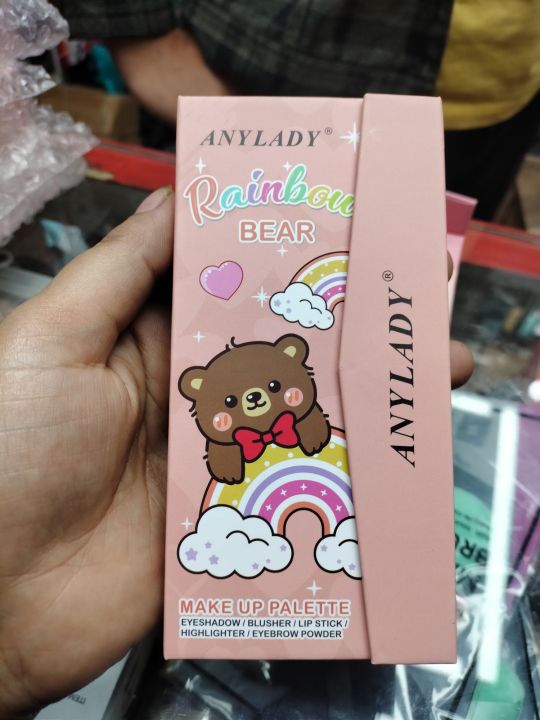 ANYLADY®
Rainbow
BEAR
ANYLADY®
MAKE UP PALETTE
EYESHADOW / BLUSHER / LIP STICK /
HIGHLIGHTER / EYEBROW POWDER